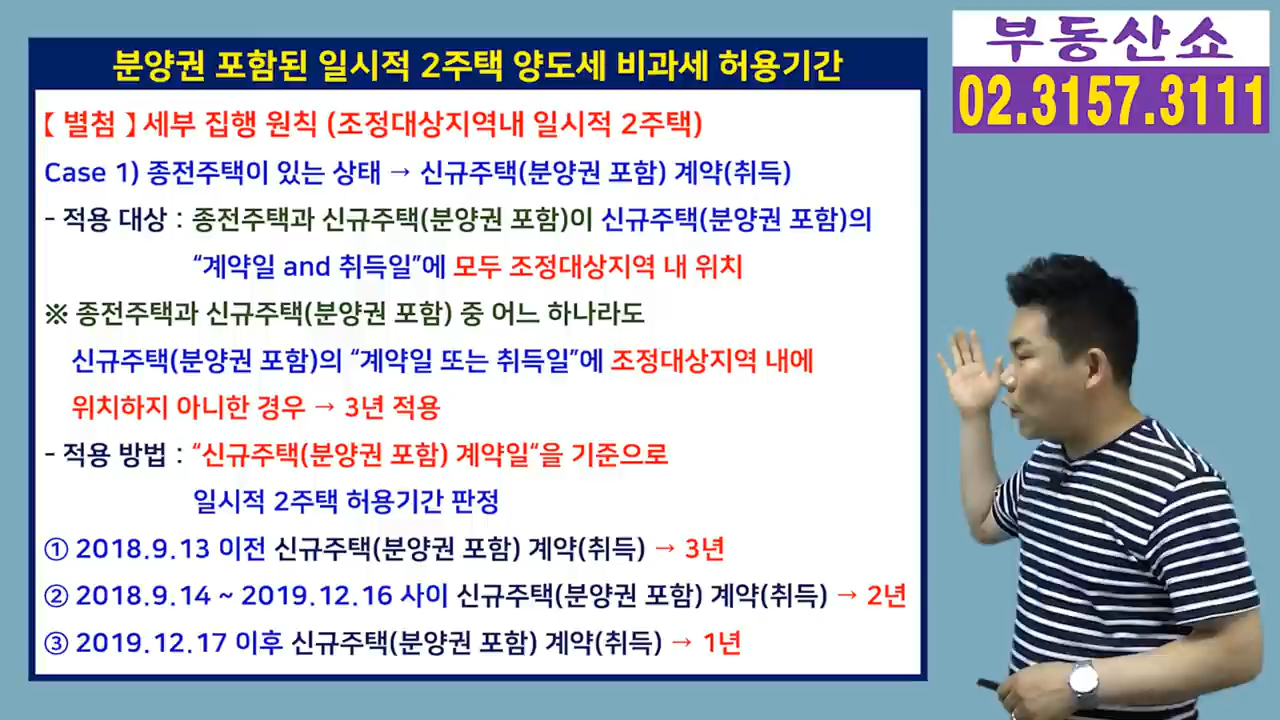 분양권 포함된 일시적 2주택 양도세 비과세 허용기간
부동산쇼
02.3157.3111
【 별첨 】 세부 집행 원칙 (조정대상지역내 일시적 2주택)
Case 1) 종전주택이 있는 상태 → 신규주택(분양권 포함) 계약(취득)
- 적용 대상 : 종전주택과 신규주택(분양권 포함)이 신규주택(분양권 포함)의
“계약일 and 취득일”에 모두 조정대상지역 내 위치
※ 종전주택과 신규주택(분양권 포함) 중 어느 하나라도
신규주택(분양권 포함)의 “계약일 또는 취득일”에 조정대상지역 내에
위치하지 아니한 경우 → 3년 적용
- 적용 방법 : “신규주택(분양권 포함) 계약일“을 기준으로
일시적 2주택 허용기간 판정
① 2018.9.13 이전 신규주택(분양권 포함) 계약(취득) → 3년
② 2018.9.14 ~ 2019.12.16 사이 신규주택(분양권 포함) 계약(취득) → 2년
③ 2019.12.17 이후 신규주택(분양권 포함) 계약(취득) → 1년